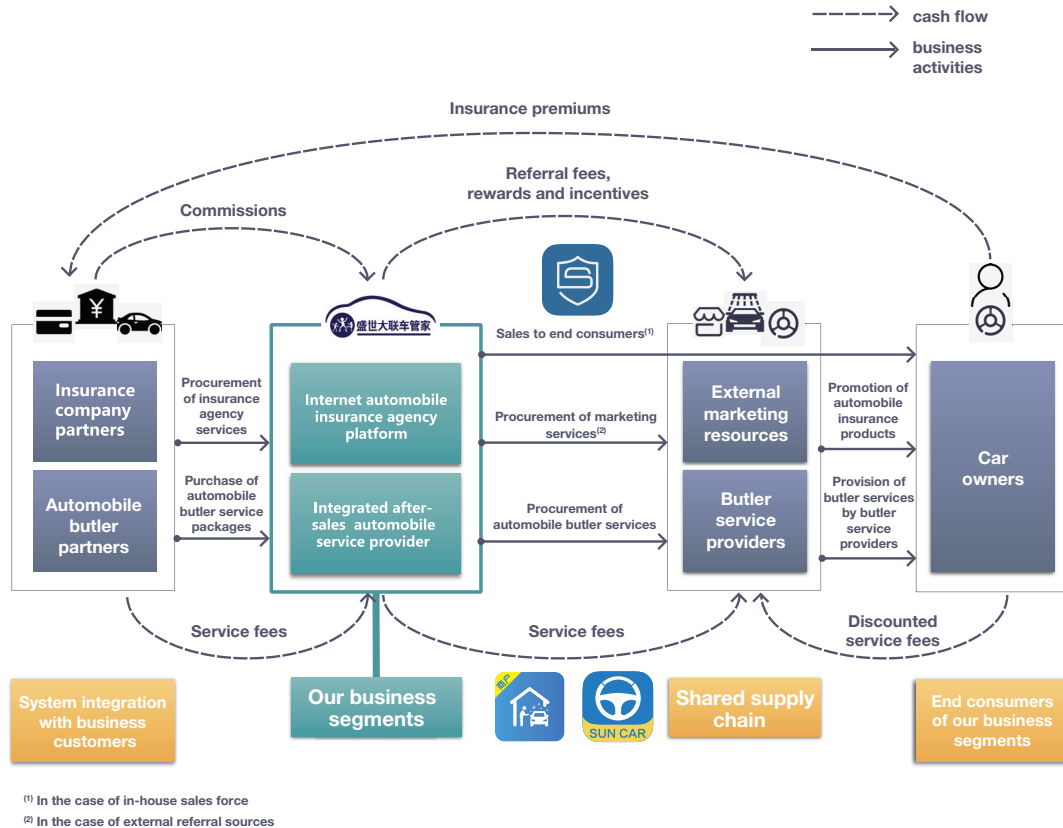 cash flow
business
activities
Insurance premiums
Referral fees,
rewards and incentives
Commissions
¥
盛世大联车管家
Sales to end consumers(1)
Insurance
company
partners
Procurement
of insurance
agency
services
Internet automobile
insurance agency
platform
Procurement of marketing
services(2)
External
marketing
resources
Promotion of
automobile
insurance
products
Car
owners
Automobile
butler
partners
Purchase of
automobile
butler service
packages
Integrated after-
sales automobile
service provider
Procurement of
automobile butler services
Butler
service
providers
Provision
of butler services
by butler
service
providers
Service fees
Service fees
Discounted
service fees
System integration
with business
customers
Our business
segments
商户
SUN CAR
Shared supply
chain
End consumers
of our business
segments
(1) In the case of in-house sales force
(2) In the case of external referral sources